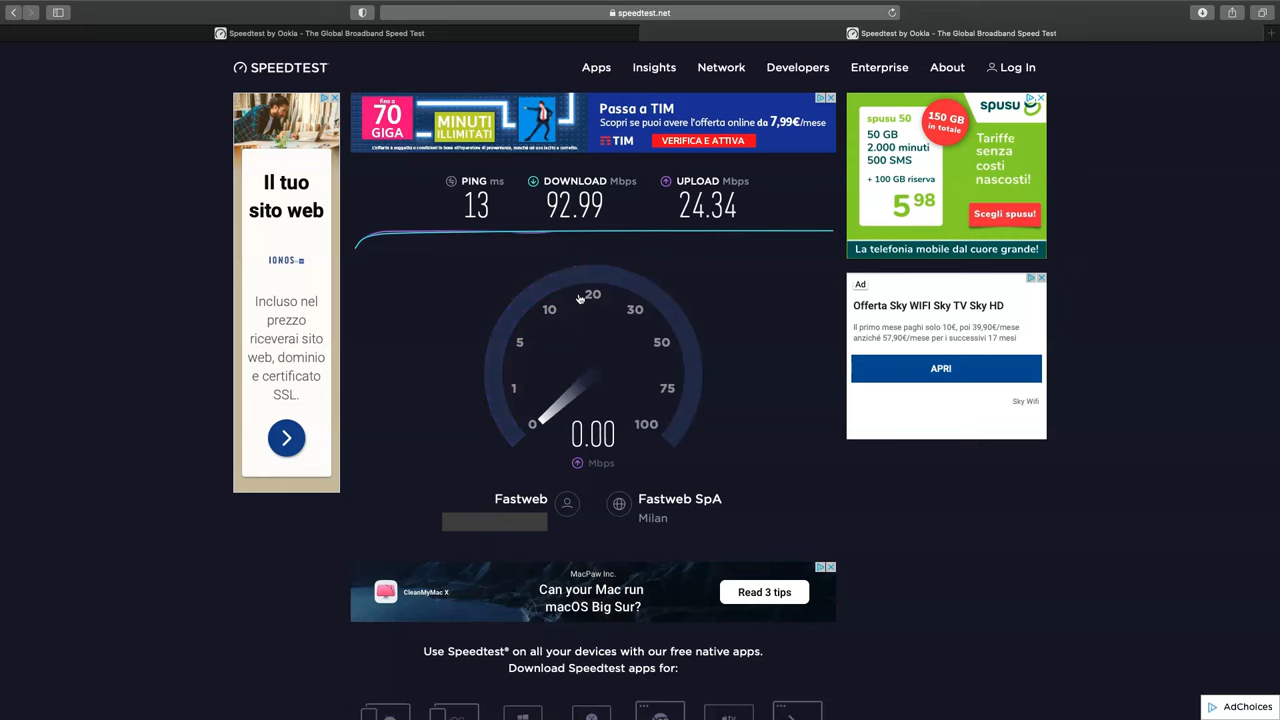 speedtest.net
Speedtest by Ookla - The Global Broadband Speed Test
Speedtest by Ookla - The Global Broadband Speed Test
SPEEDTEST
Apps
Insights
Network
Developers
Enterprise
About
Log In
fino a
70
GIGA
MINUTI
ILLIMITATI
Passa a TIM
Scopri se puoi avere l'offerta online da 7,99€/mese
TIM
VERIFICA E ATTIVA
spusu 50
50 GB
2.000 minuti
500 SMS
+ 100 GB riserva
5 98
150 GB
in totale
spusu
Tariffe
senza
costi
nascosti!
Scegli spusu!
La telefonia mobile dal cuore grande!
Il tuo
sito web
IONOS
Incluso nel
prezzo
riceverai sito
web, dominio
e certificato
SSL.
PING ms
13
DOWNLOAD Mbps
92.99
UPLOAD Mbps
24.34
0
1
5
10
20
30
50
75
100
0.00
Mbps
Fastweb
Fastweb SpA
Milan
Ad
Offerta Sky WIFI Sky TV Sky HD
Il primo mese paghi solo 10€, poi 39,90€/mese
anziché 57,90€/mese per i successivi 17 mesi
APRI
Sky Wifi
CleanMyMac X
MacPaw Inc.
Can your Mac run
macOS Big Sur?
Read 3 tips
Use Speedtest® on all your devices with our free native apps.
Download Speedtest apps for:
AdChoices